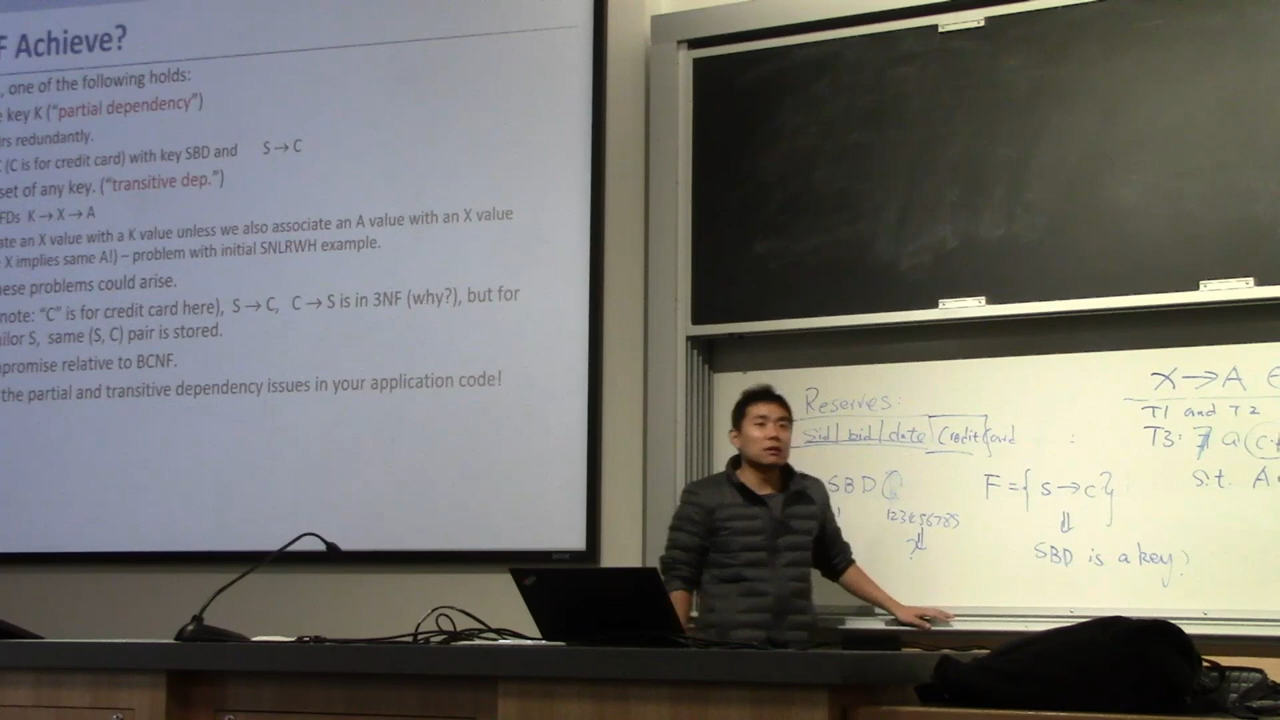 F Achieve?
, one of the following holds:
key K ("partial dependency")
rs redundantly.
(C is for credit card) with key SBD and S → C
set of any key. ("transitive dep.")
FDs K → X → A
ate an X value with a K value unless we also associate an A value with an X value
X implies same A!) – problem with initial SNLRWH example.
hese problems could arise.
note: "C" is for credit card here), S → C, C → S is in 3NF (why?), but for
ilor S, same (S, C) pair is stored.
promise relative to BCNF.
the partial and transitive dependency issues in your application code!
Reserves:
Sid | bid | date | Credit Card
SBD C
123456789
?
F = { S → C }
⇓
SBD is a key?
X → A ∈
T1 and T2
T3: a C
s.t. A